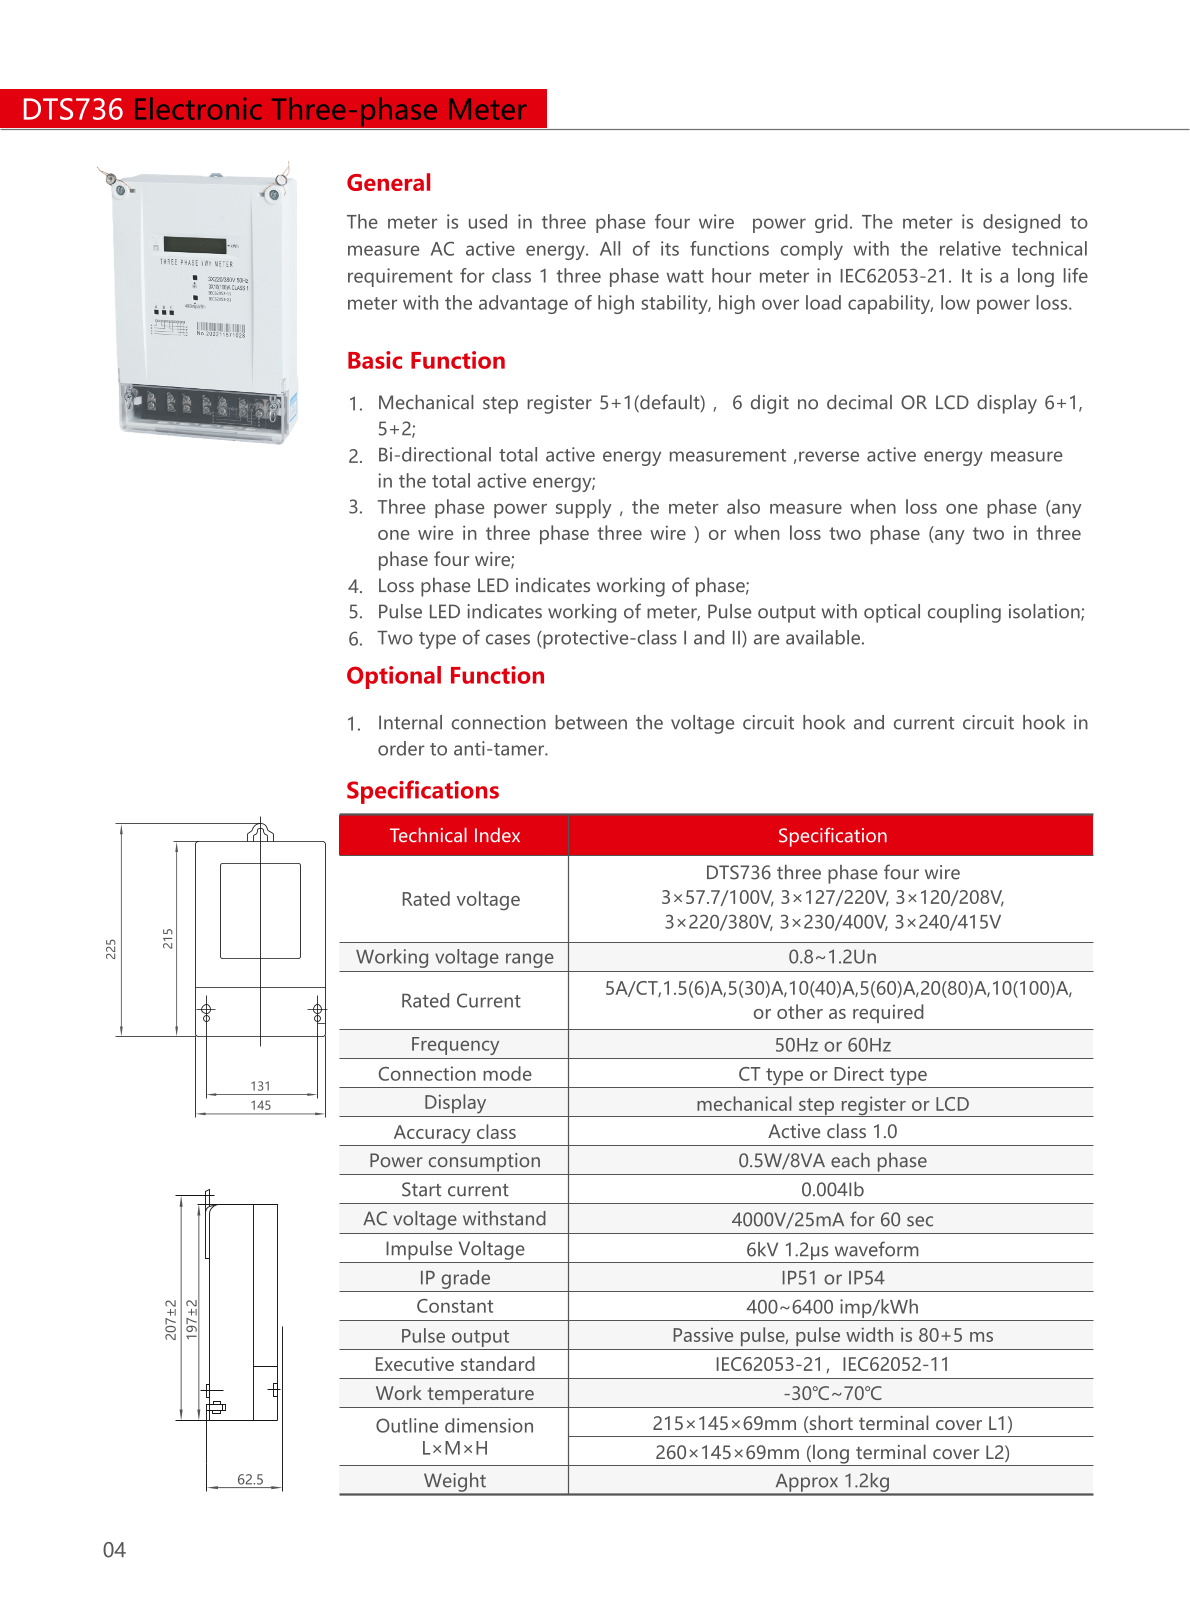 DTS736 Electronic Three-phase Meter
General
The meter is used in three phase four wire power grid. The meter is designed to
measure AC active energy. All of its functions comply with the relative technical
requirement for class 1 three phase watt hour meter in IEC62053-21. It is a long life
meter with the advantage of high stability, high over load capability, low power loss.
THREE PHASE kWh METER
3X220/380V 50Hz
3X10(100)A CLASS 1
A B C
Basic Function
1. Mechanical step register 5+1(default) , 6 digit no decimal OR LCD display 6+1,
5+2;
2. Bi-directional total active energy measurement ,reverse active energy measure
in the total active energy;
3. Three phase power supply , the meter also measure when loss one phase (any
one wire in three phase three wire ) or when loss two phase (any two in three
phase four wire;
4. Loss phase LED indicates working of phase;
5. Pulse LED indicates working of meter, Pulse output with optical coupling isolation;
6. Two type of cases (protective-class I and II) are available.
Optional Function
1. Internal connection between the voltage circuit hook and current circuit hook in
order to anti-tamer.
Specifications
Technical Index Specification
Rated voltage
DTS736 three phase four wire
3×57.7/100V, 3×127/220V, 3×120/208V,
3×220/380V, 3×230/400V, 3×240/415V
Working voltage range 0.8~1.2Un
Rated Current
5A/CT,1.5(6)A,5(30)A,10(40)A,5(60)A,20(80)A,10(100)A,
or other as required
Frequency 50Hz or 60Hz
Connection mode CT type or Direct type
Display mechanical step register or LCD
Accuracy class Active class 1.0
Power consumption 0.5W/8VA each phase
Start current 0.004Ib
AC voltage withstand 4000V/25mA for 60 sec
Impulse Voltage 6kV 1.2μs waveform
IP grade IP51 or IP54
Constant 400~6400 imp/kWh
Pulse output Passive pulse, pulse width is 80+5 ms
Executive standard IEC62053-21, IEC62052-11
Work temperature -30℃~70℃
Outline dimension
L×M×H
215×145×69mm (short terminal cover L1)
260×145×69mm (long terminal cover L2)
Weight Approx 1.2kg
225
215
131
145
207±2
197±2
62.5
04